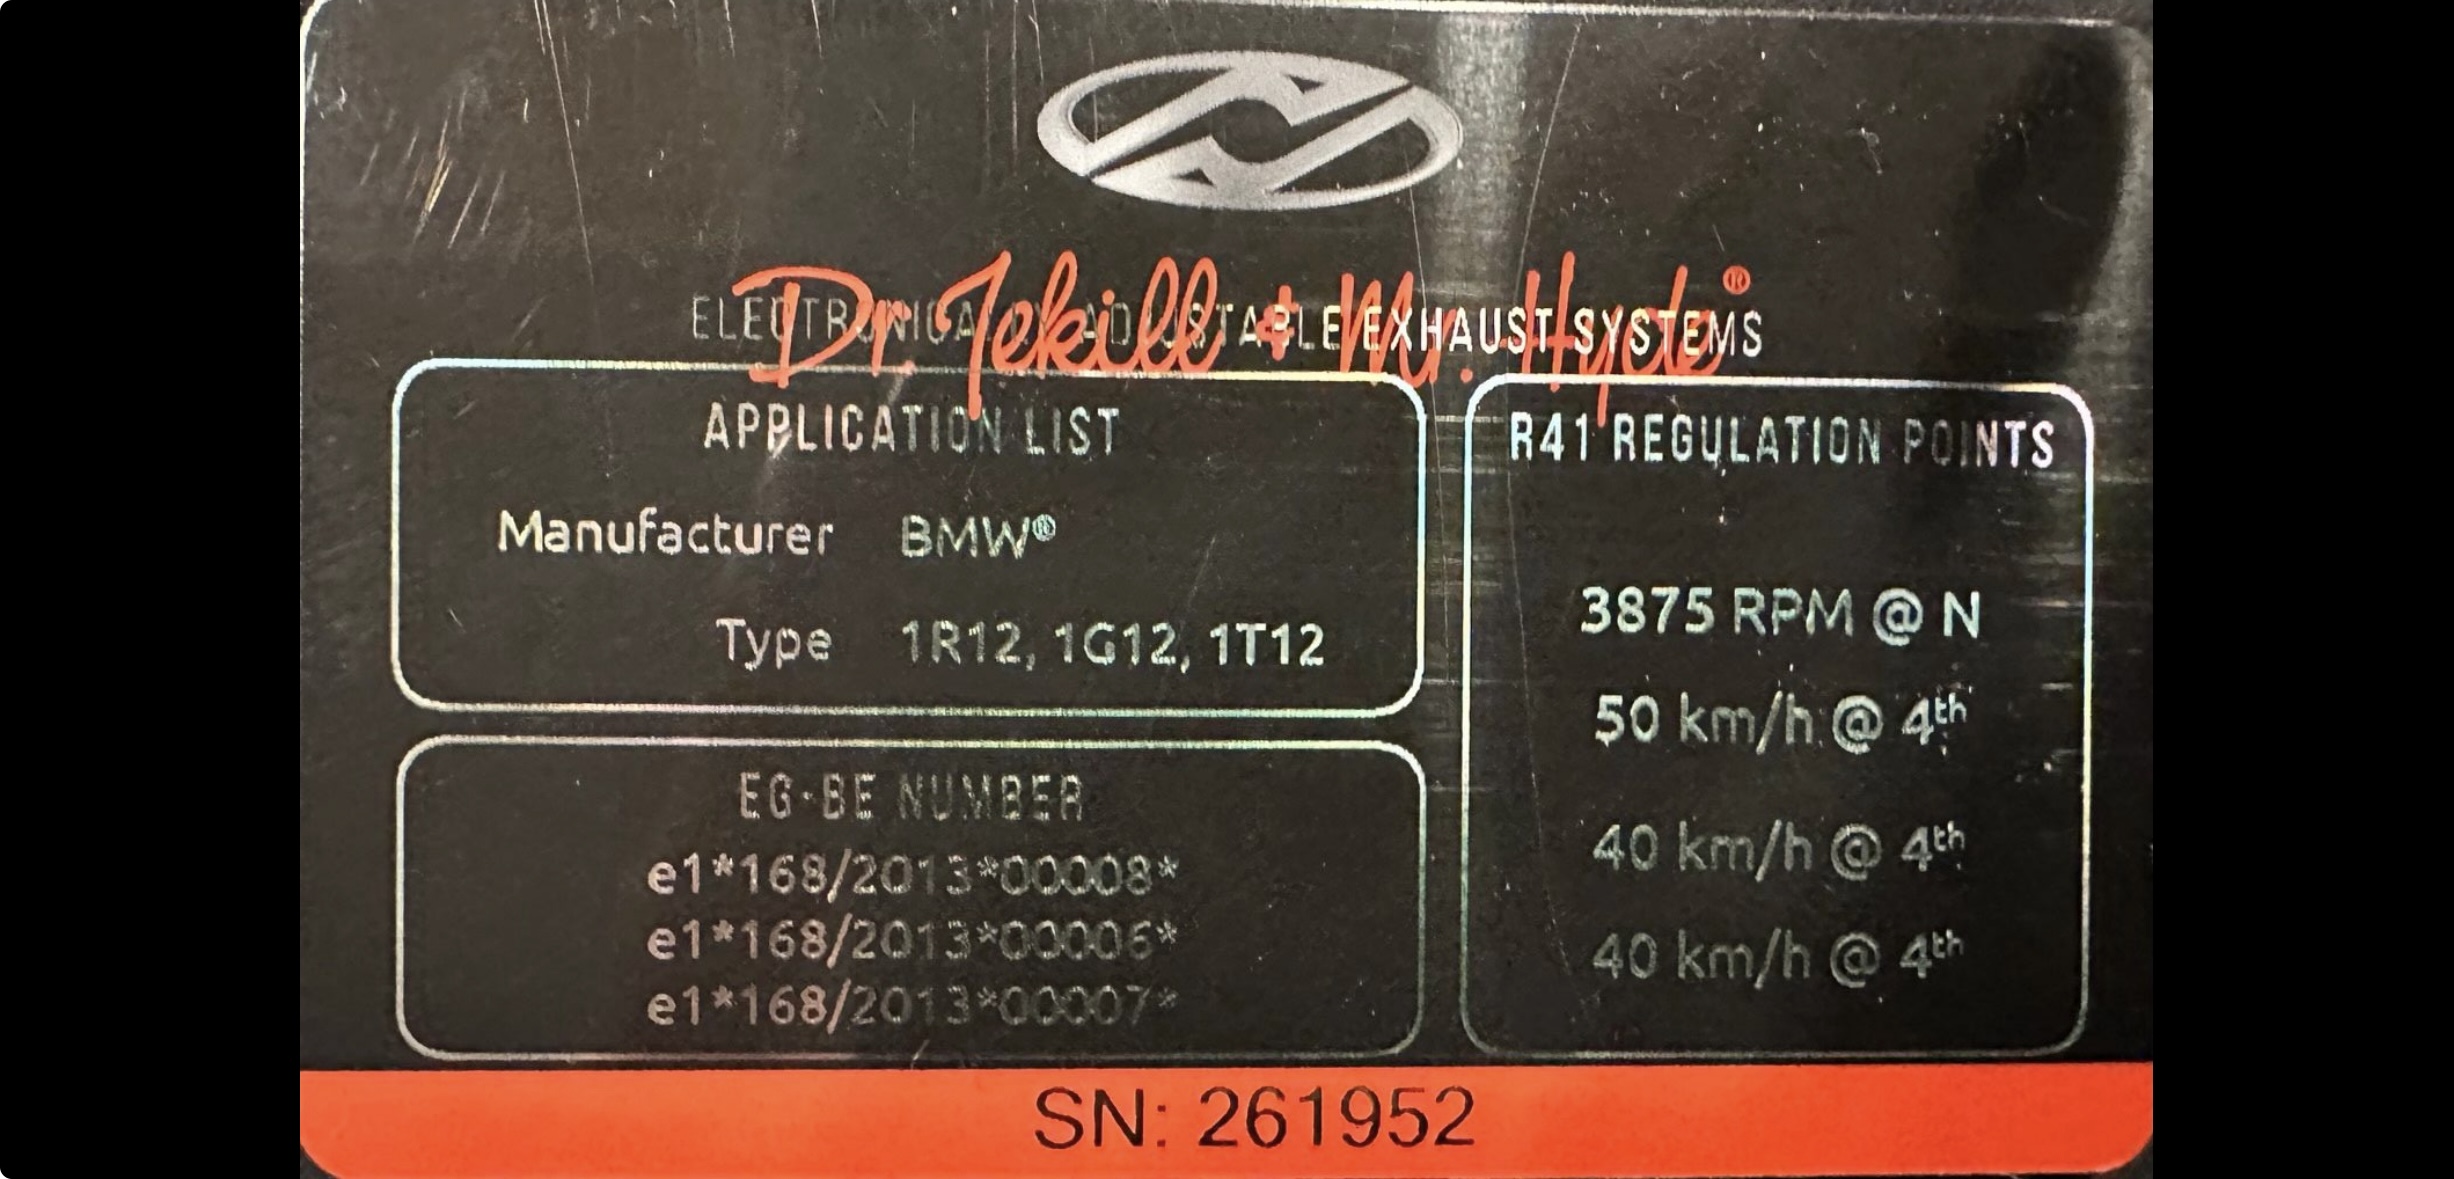 Dr. Jekill & Mr. Hyde®
ELECTRONICALLY ADJUSTABLE EXHAUST SYSTEMS
APPLICATION LIST
Manufacturer BMW®
Type 1R12, 1G12, 1T12
EG-BE NUMBER
e1*168/2013*00008*
e1*168/2013*00006*
e1*168/2013*00007*
R41 REGULATION POINTS
3875 RPM @ N
50 km/h @ 4th
40 km/h @ 4th
40 km/h @ 4th
SN: 261952